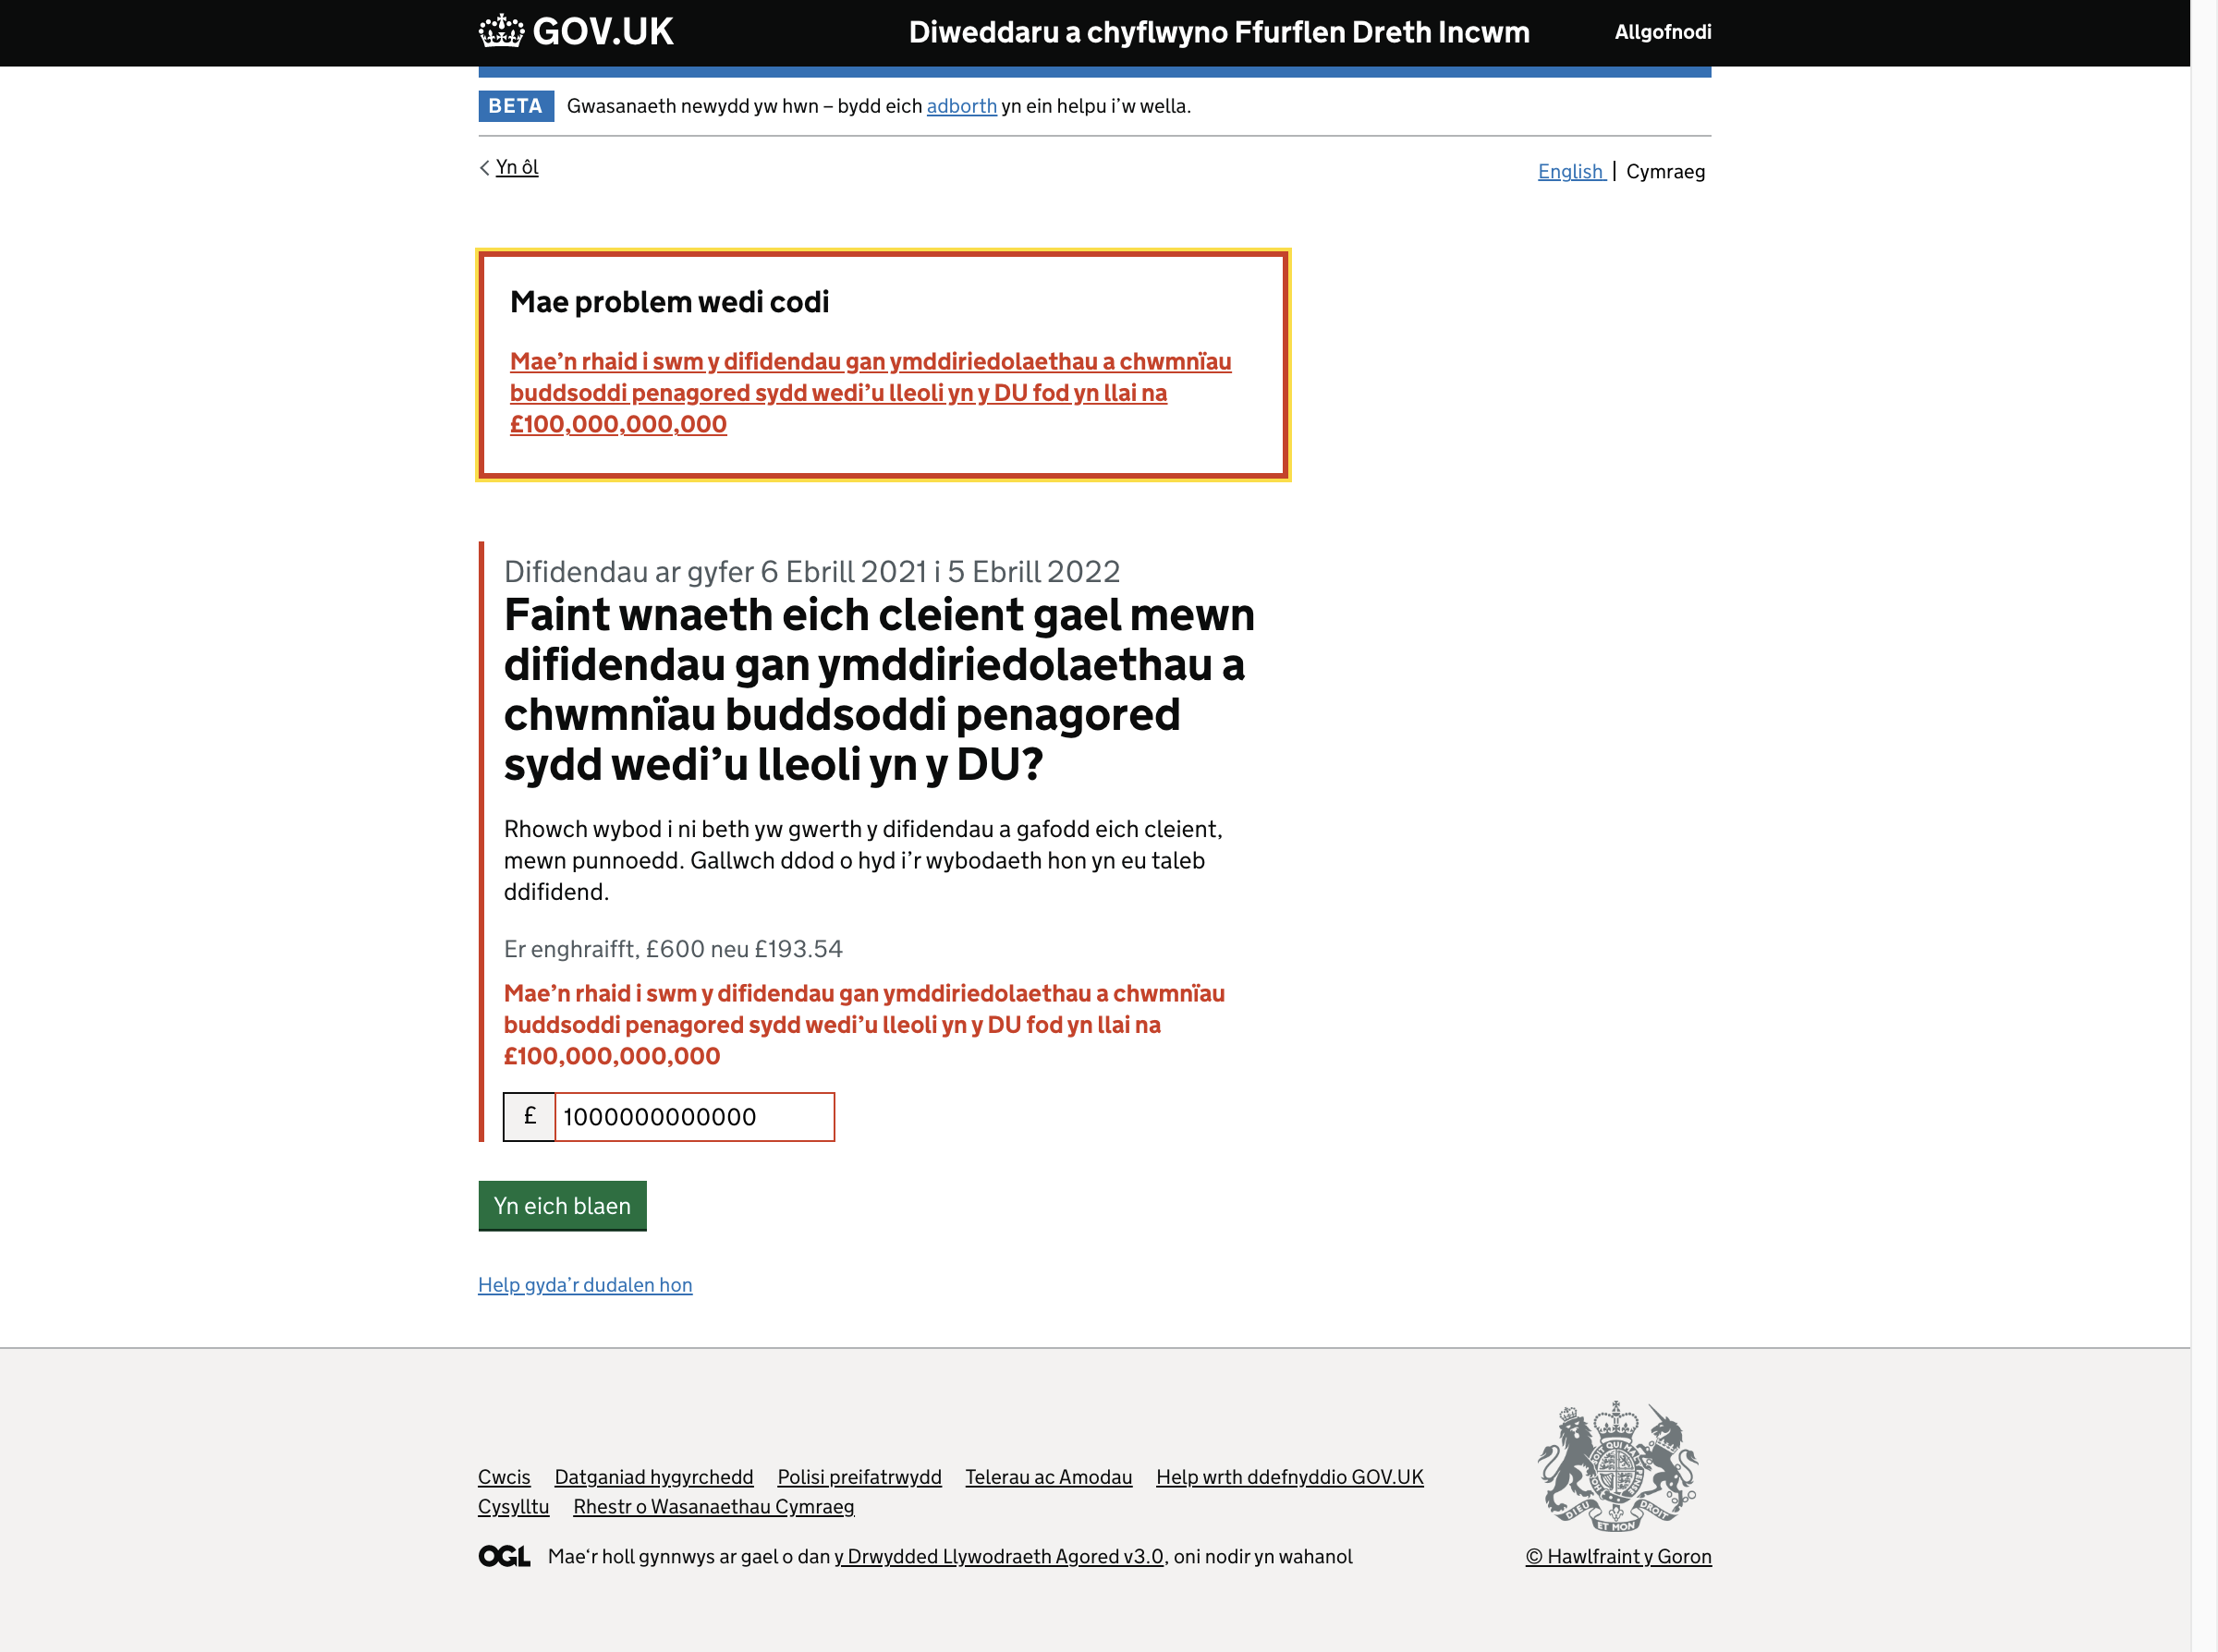 GOV.UK Diweddaru a chyflwyno Ffurflen Dreth Incwm Allgofnodi
BETA Gwasanaeth newydd yw hwn – bydd eich adborth yn ein helpu i’w wella.
Yn ôl English | Cymraeg
Mae problem wedi codi
Mae’n rhaid i swm y difidendau gan ymddiriedolaethau a chwmnïau
buddsoddi penagored sydd wedi’u lleoli yn y DU fod yn llai na
£100,000,000,000
Difidendau ar gyfer 6 Ebrill 2021 i 5 Ebrill 2022
Faint wnaeth eich cleient gael mewn
difidendau gan ymddiriedolaethau a
chwmnïau buddsoddi penagored
sydd wedi’u lleoli yn y DU?
Rhowch wybod i ni beth yw gwerth y difidendau a gafodd eich cleient,
mewn punnoedd. Gallwch ddod o hyd i’r wybodaeth hon yn eu taleb
ddifidend.
Er enghraifft, £600 neu £193.54
Mae’n rhaid i swm y difidendau gan ymddiriedolaethau a chwmnïau
buddsoddi penagored sydd wedi’u lleoli yn y DU fod yn llai na
£100,000,000,000
£ 1000000000000
Yn eich blaen
Help gyda’r dudalen hon
Cwcis Datganiad hygyrchedd Polisi preifatrwydd Telerau ac Amodau Help wrth ddefnyddio GOV.UK
Cysylltu Rhestr o Wasanaethau Cymraeg
DIEU ET MON DROIT
OGL Mae‘r holl gynnwys ar gael o dan y Drwydded Llywodraeth Agored v3.0, oni nodir yn wahanol © Hawlfraint y Goron